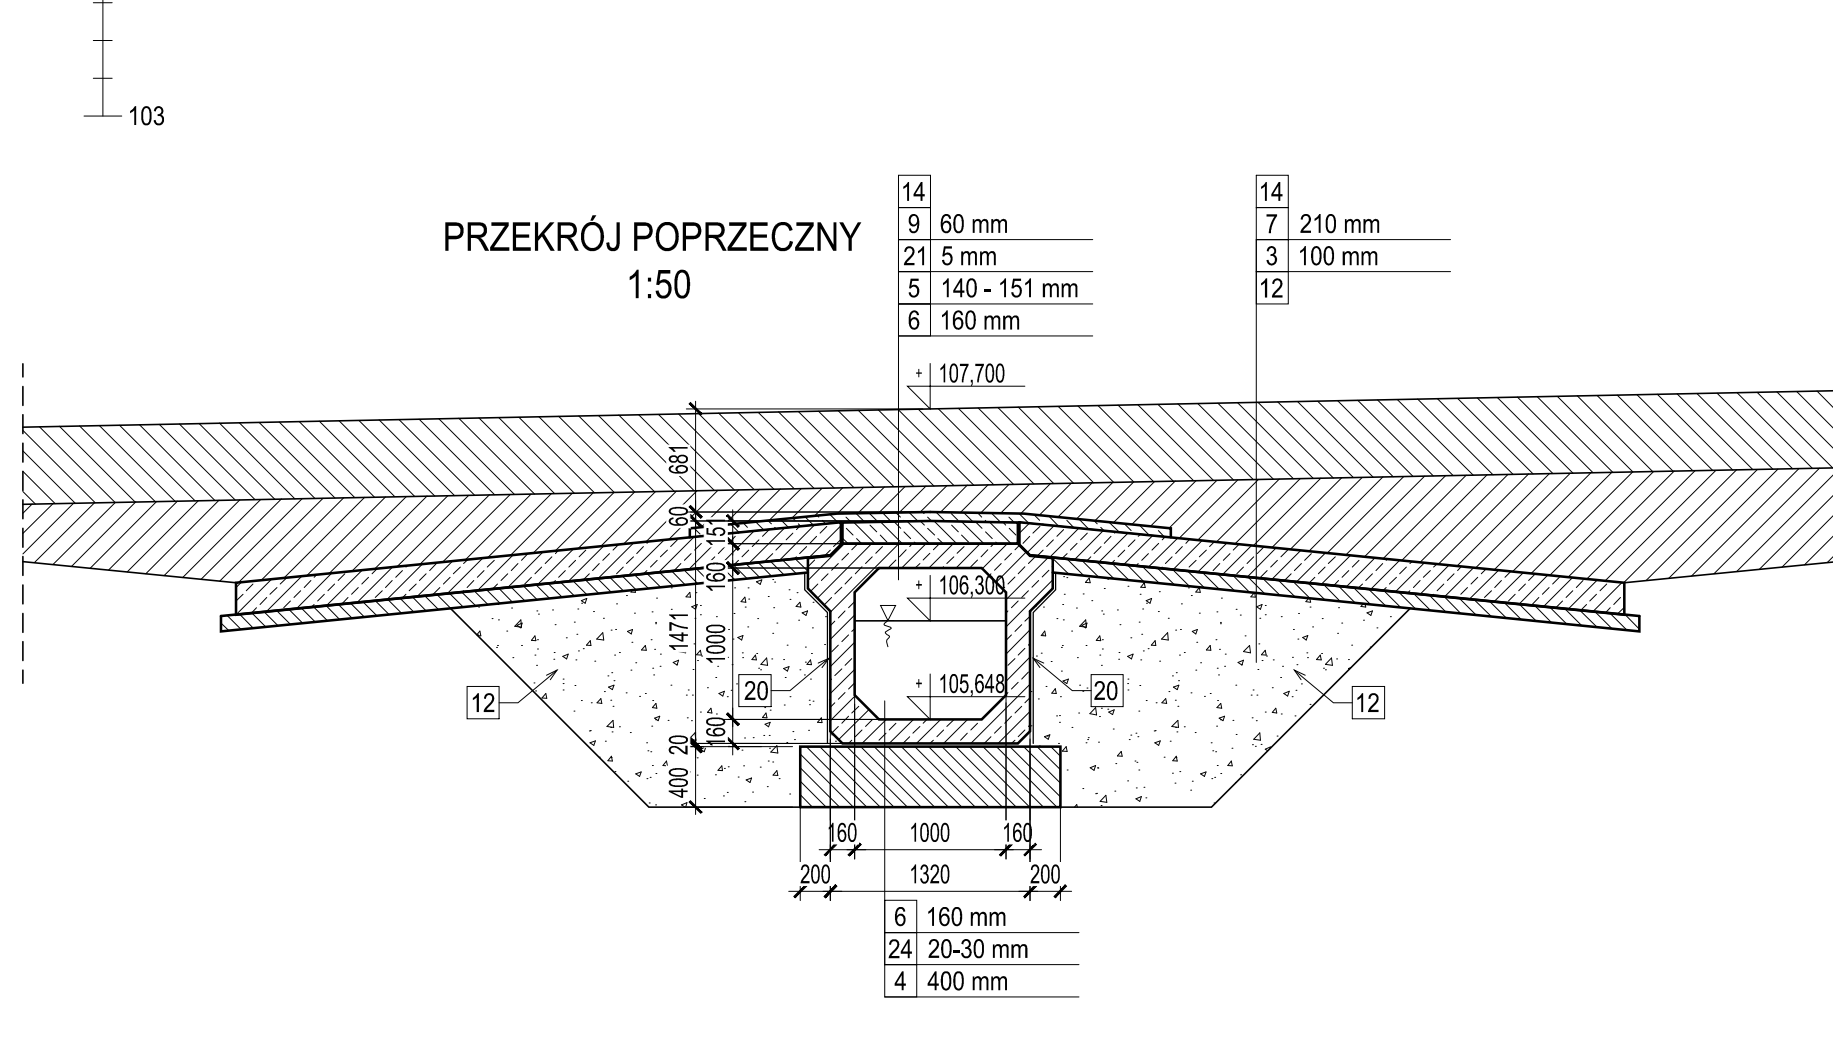 103
PRZEKRÓJ POPRZECZNY
1:50
14
9 60 mm
21 5 mm
5 140 - 151 mm
6 160 mm
14
7 210 mm
3 100 mm
12
+ 107,700
681
60
151
160
+ 106,300
1471
1000
20
20
+ 105,648
12
12
160
20
400
160 1000 160
200 1320 200
6 160 mm
24 20-30 mm
4 400 mm